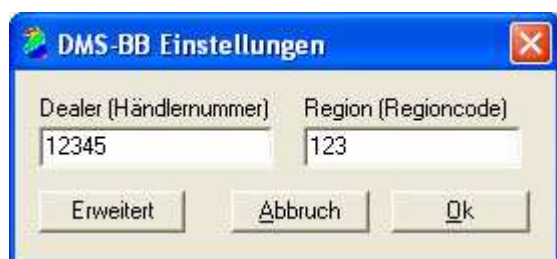 DMS-BB Einstellungen
Dealer (Händlernummer) Region (Regioncode)
12345 123
Erweitert Abbruch Ok